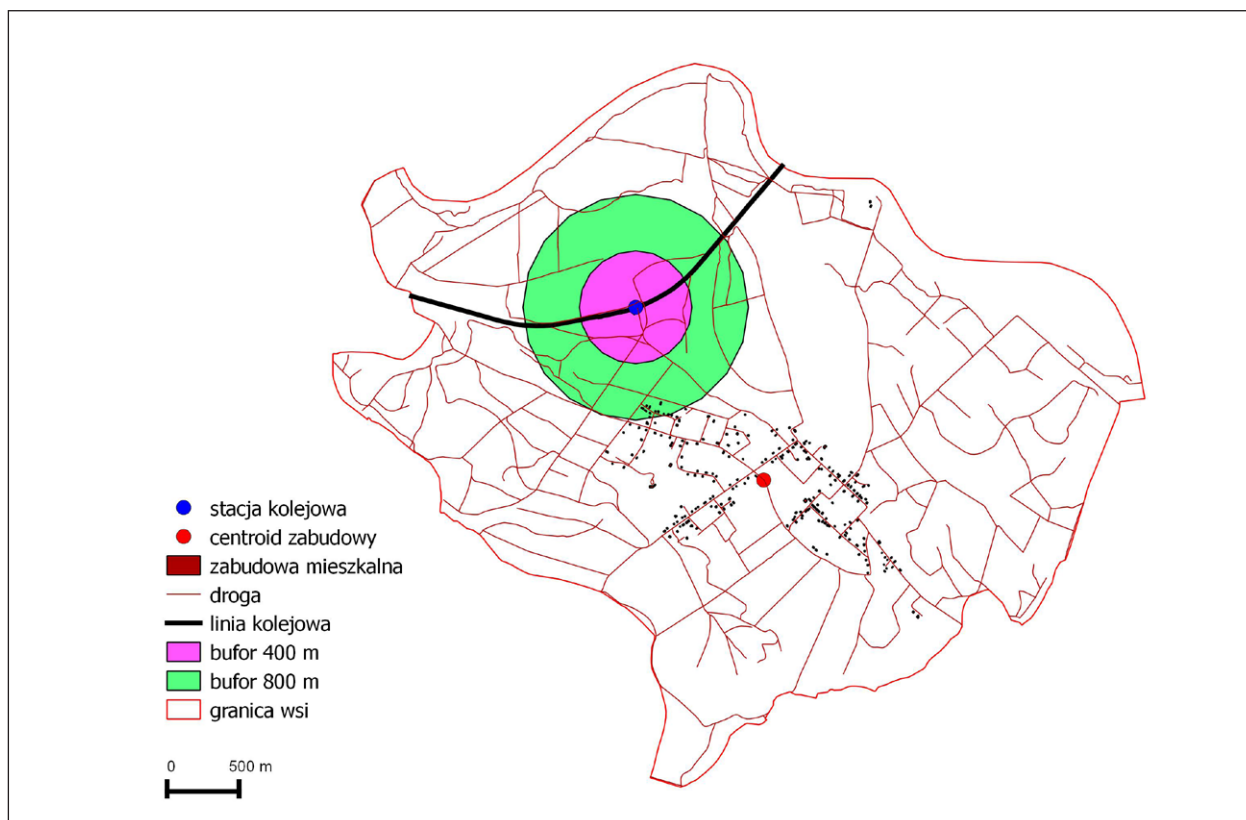 stacja kolejowa
centroid zabudowy
zabudowa mieszkalna
droga
linia kolejowa
bufor 400 m
bufor 800 m
granica wsi
0 500 m